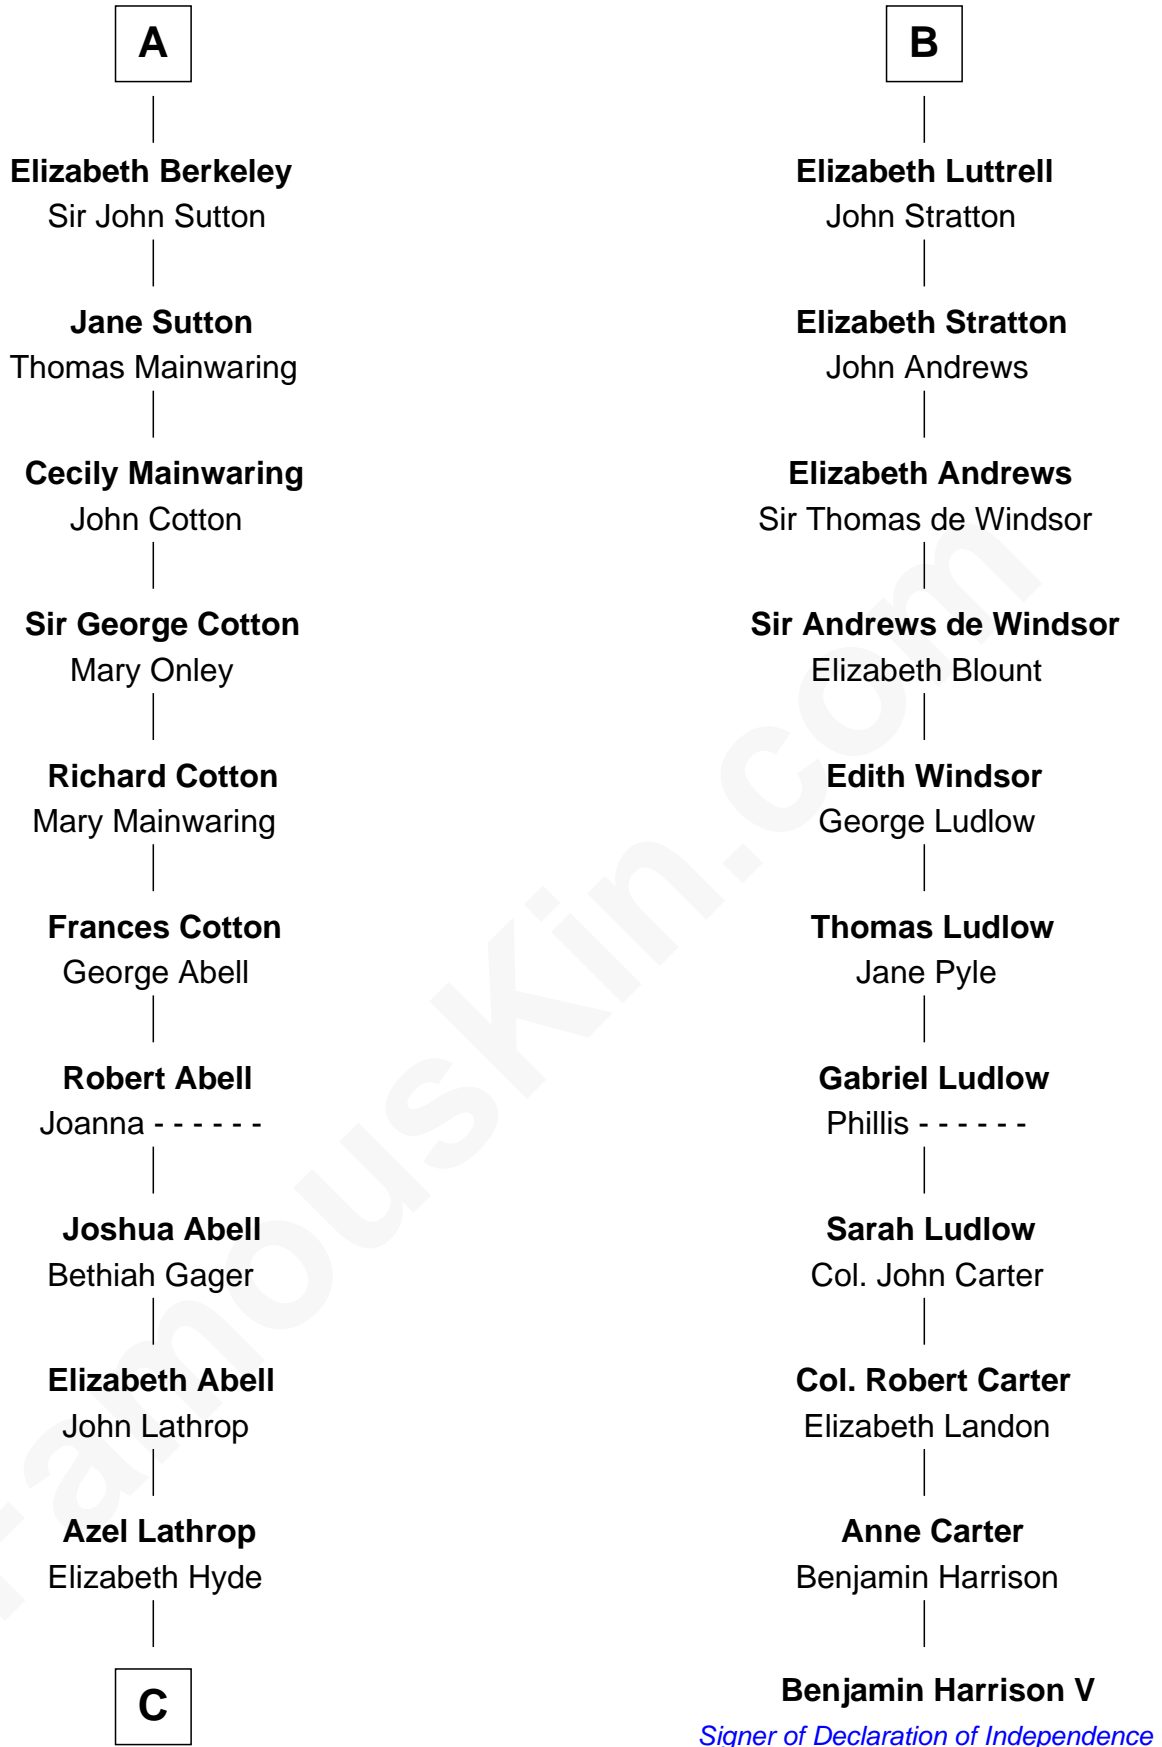 A
Elizabeth Berkeley
Sir John Sutton
Jane Sutton
Thomas Mainwaring
Cecily Mainwaring
John Cotton
Sir George Cotton
Mary Onley
Richard Cotton
Mary Mainwaring
Frances Cotton
George Abell
Robert Abell
Joanna - - - - - -
Joshua Abell
Bethiah Gager
Elizabeth Abell
John Lathrop
Azel Lathrop
Elizabeth Hyde
C
B
Elizabeth Luttrell
John Stratton
Elizabeth Stratton
John Andrews
Elizabeth Andrews
Sir Thomas de Windsor
Sir Andrews de Windsor
Elizabeth Blount
Edith Windsor
George Ludlow
Thomas Ludlow
Jane Pyle
Gabriel Ludlow
Phillis - - - - - -
Sarah Ludlow
Col. John Carter
Col. Robert Carter
Elizabeth Landon
Anne Carter
Benjamin Harrison
Benjamin Harrison V
Signer of Declaration of Independence
FamousKin.com